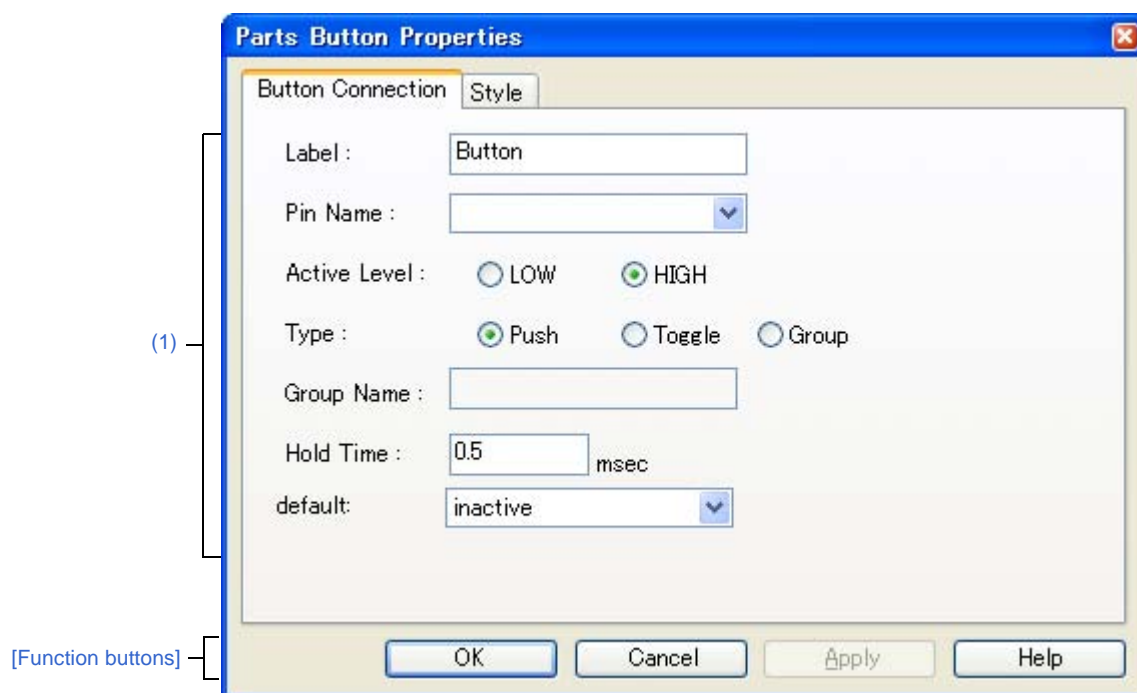 Parts Button Properties
Button Connection Style
Label : Button
Pin Name :
Active Level : LOW HIGH
(1) Type : Push Toggle Group
Group Name :
Hold Time : 0.5 msec
default: inactive
[Function buttons] OK Cancel Apply Help